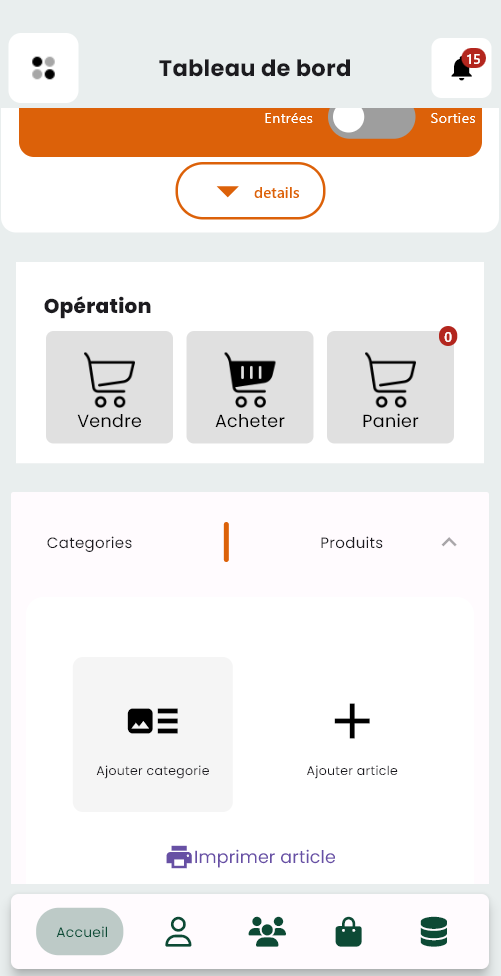 Tableau de bord
15
Entrées
Sorties
details
Opération
0
Vendre
Acheter
Panier
Categories
Produits
Ajouter categorie
Ajouter article
Imprimer article
Accueil